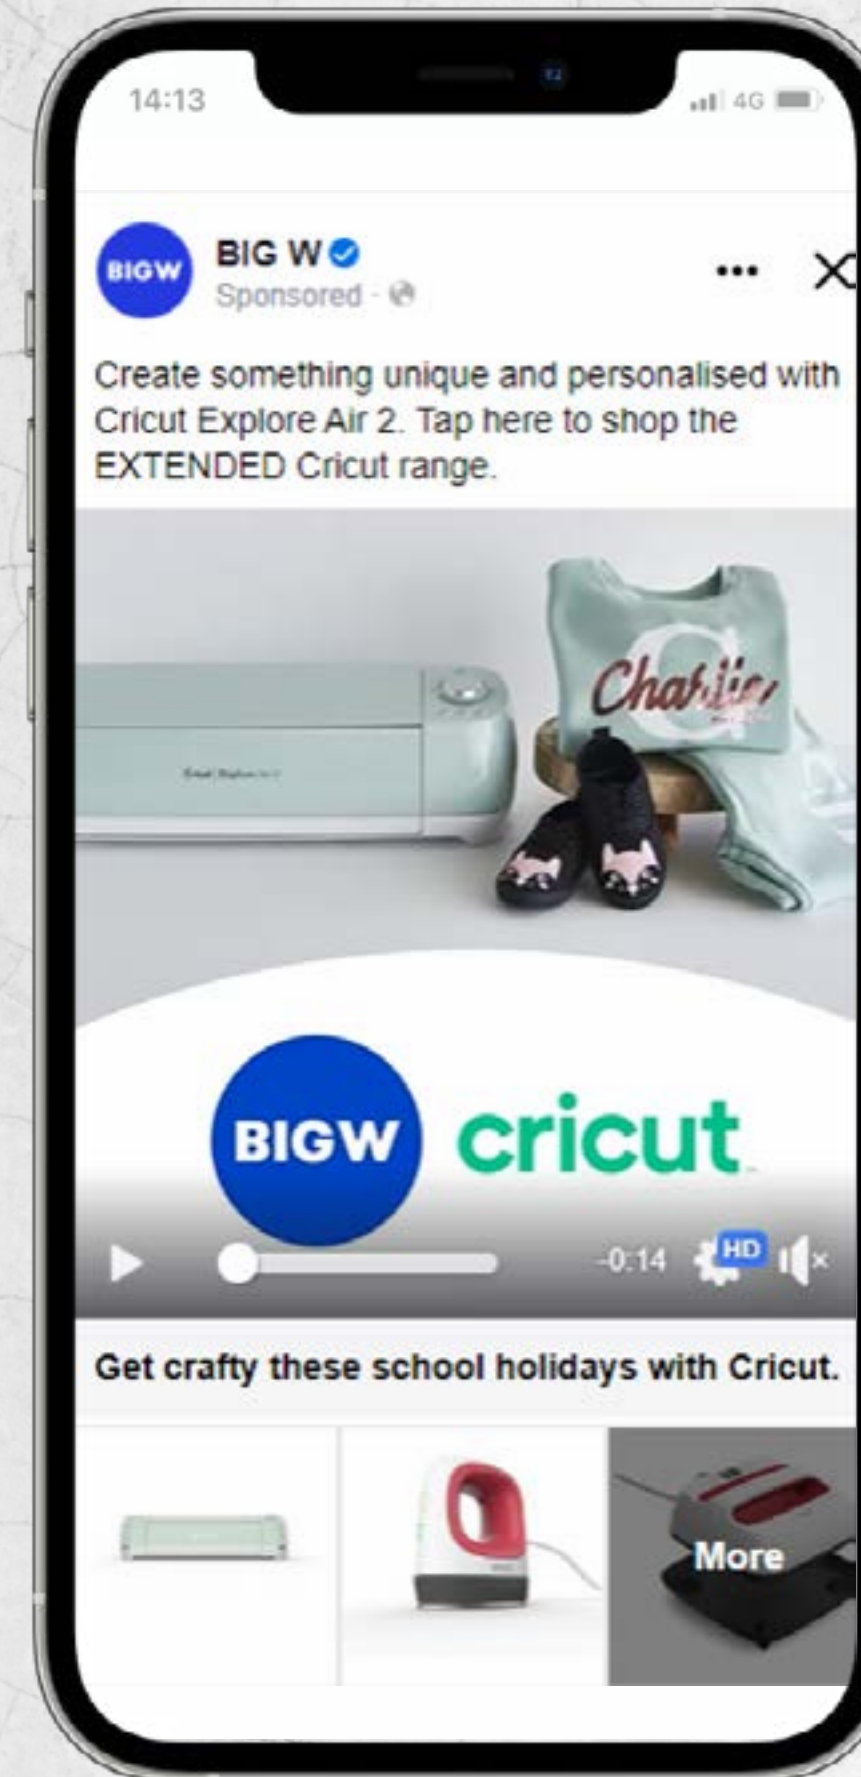 14:13
4G
BIGW
BIG W
Sponsored ·
Create something unique and personalised with
Cricut Explore Air 2. Tap here to shop the
EXTENDED Cricut range.
C
Charlie
BIGW
cricut
-0:14
HD
Get crafty these school holidays with Cricut.
More